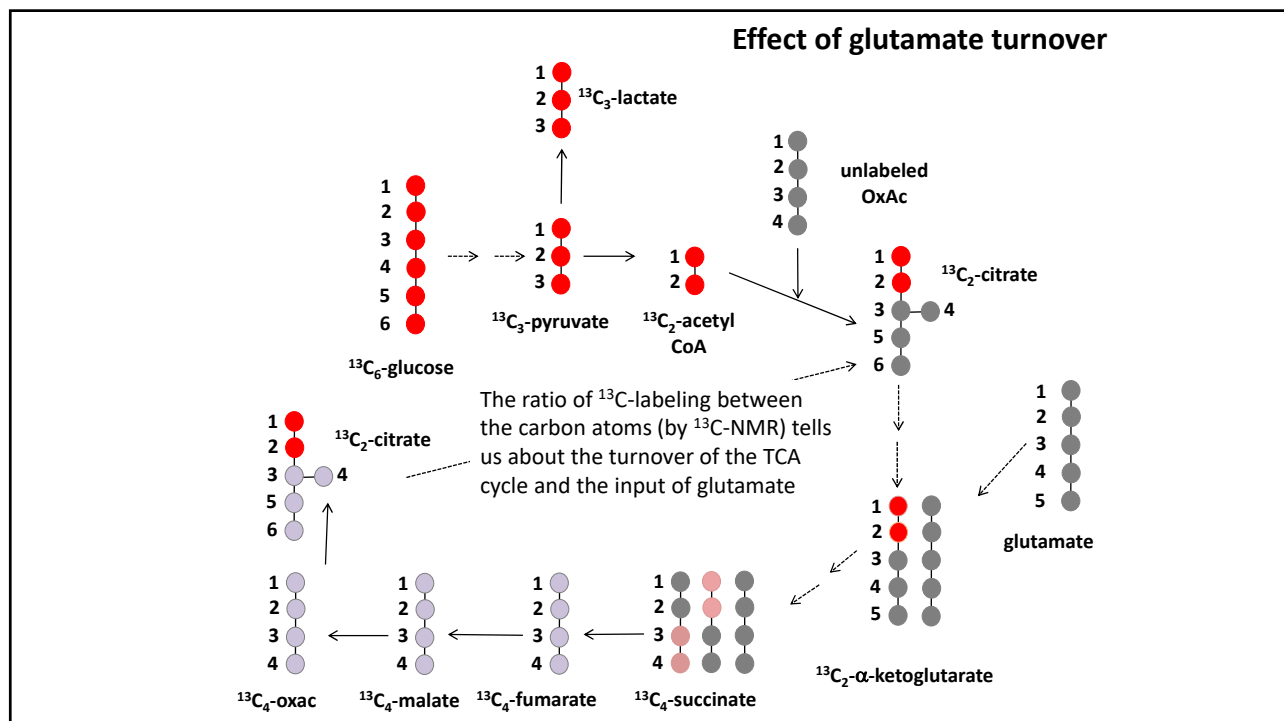 Effect of glutamate turnover
1
2
3
¹³C₃-lactate
1
2
3
4
unlabeled
OxAc
1
2
3
4
5
6
¹³C₆-glucose
1
2
3
¹³C₃-pyruvate
1
2
¹³C₂-acetyl
CoA
1
2
3
4
5
6
¹³C₂-citrate
The ratio of ¹³C-labeling between
the carbon atoms (by ¹³C-NMR) tells
us about the turnover of the TCA
cycle and the input of glutamate
1
2
3
4
5
glutamate
1
2
3
4
5
6
¹³C₂-citrate
1
2
3
4
5
¹³C₂-α-ketoglutarate
1
2
3
4
¹³C₄-oxac
1
2
3
4
¹³C₄-malate
1
2
3
4
¹³C₄-fumarate
1
2
3
4
¹³C₄-succinate